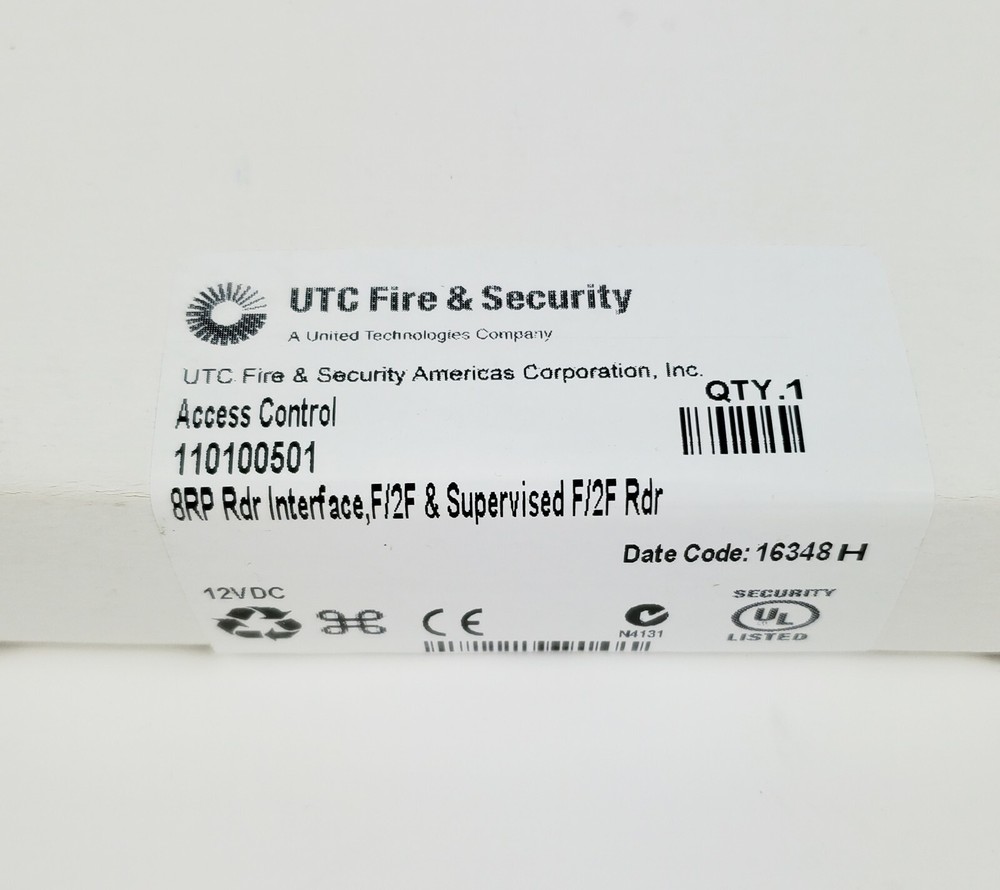 UTC Fire & Security
A United Technologies Company
UTC Fire & Security Americas Corporation, Inc.
QTY.1
Access Control
110100501
8RP Rdr Interface,F/2F & Supervised F/2F Rdr
Date Code: 16348 H
12VDC
CE
N4131
SECURITY
UL
LISTED